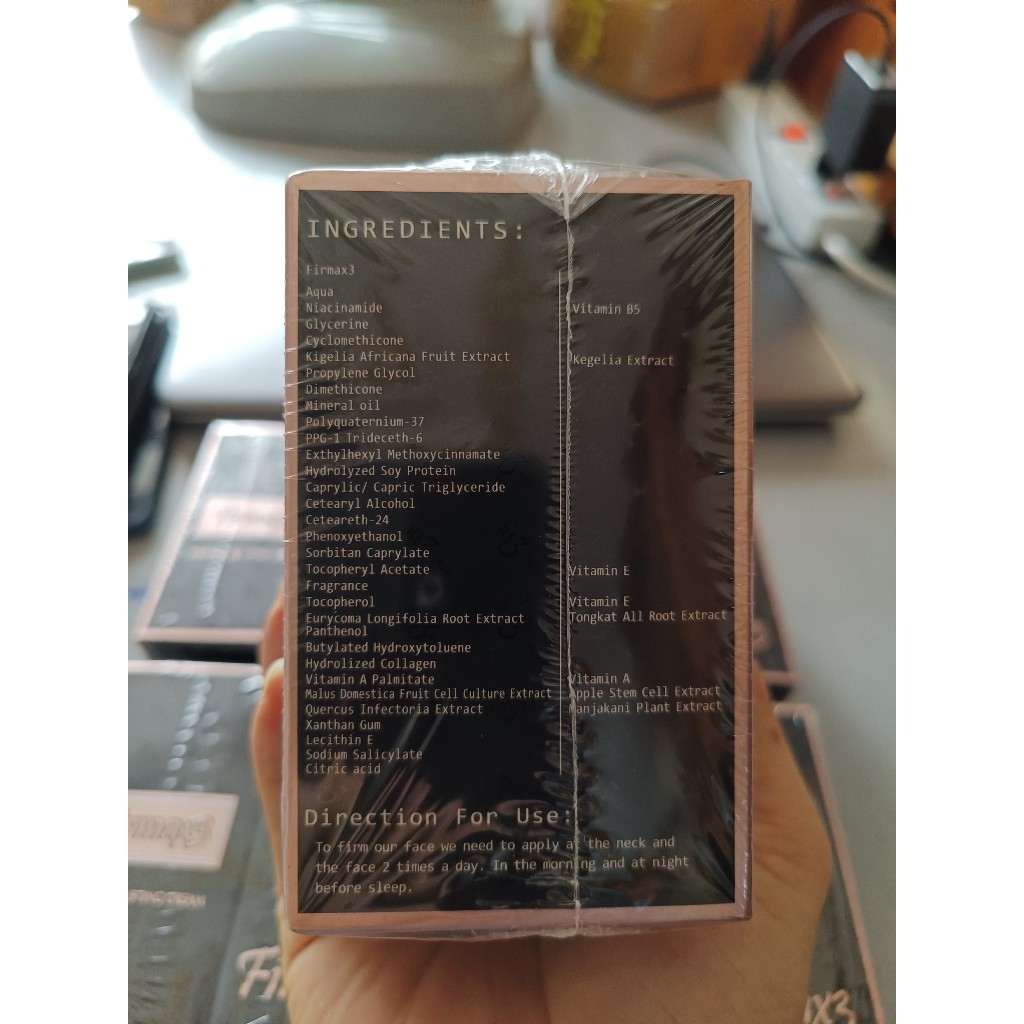 INGREDIENTS:
Firmax3
Aqua
Niacinamide Vitamin B5
Glycerine
Cyclomethicone
Kigelia Africana Fruit Extract Kegelia Extract
Propylene Glycol
Dimethicone
Mineral oil
Polyquaternium-37
PPG-1 Trideceth-6
Exthylhexyl Methoxycinnamate
Hydrolyzed Soy Protein
Caprylic/ Capric Triglyceride
Cetearyl Alcohol
Ceteareth-24
Phenoxyethanol
Sorbitan Caprylate
Tocopheryl Acetate Vitamin E
Fragrance
Tocopherol Vitamin E
Eurycoma Longifolia Root Extract Tongkat All Root Extract
Panthenol
Butylated Hydroxytoluene
Hydrolized Collagen
Vitamin A Palmitate Vitamin A
Malus Domestica Fruit Cell Culture Extract Apple Stem Cell Extract
Quercus Infectoria Extract Manjakani Plant Extract
Xanthan Gum
Lecithin E
Sodium Salicylate
Citric acid
Direction For Use:
To firm our face we need to apply at the neck and
the face 2 times a day. In the morning and at night
before sleep.